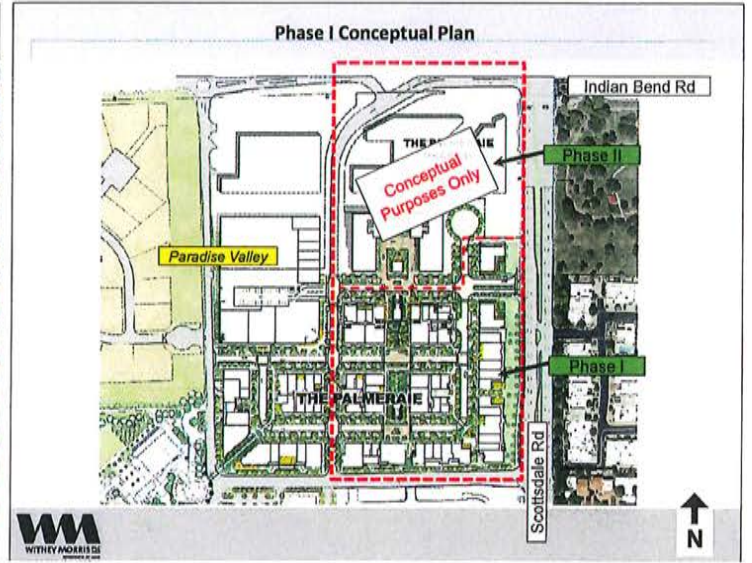 Phase I Conceptual Plan
Indian Bend Rd
Phase II
Conceptual
Purposes Only
Paradise Valley
Phase I
THE PALMERAIE
Scottsdale Rd
N
WM
WITHEY MORRIS